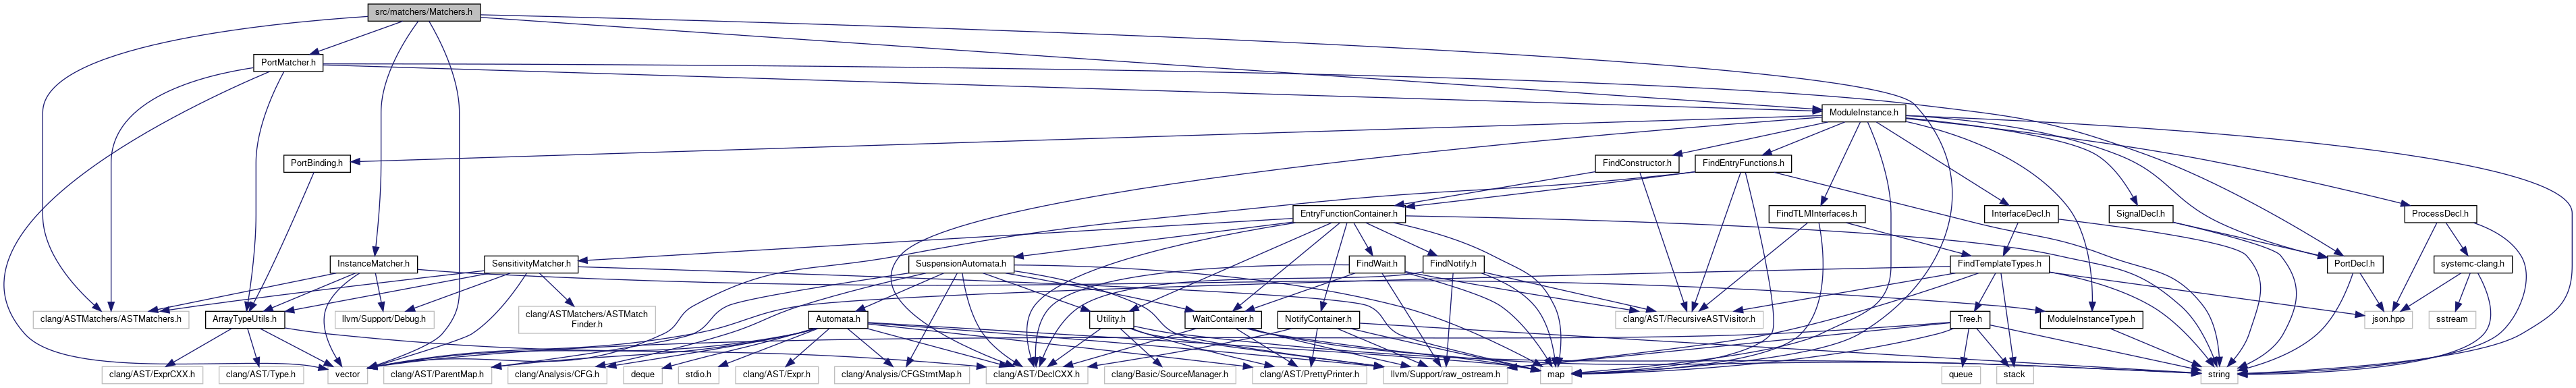 src/matchers/Matchers.h
PortMatcher.h
ModuleInstance.h
PortBinding.h
FindConstructor.h
FindEntryFunctions.h
EntryFunctionContainer.h
FindTLMInterfaces.h
InterfaceDecl.h
SignalDecl.h
ProcessDecl.h
InstanceMatcher.h
SensitivityMatcher.h
SuspensionAutomata.h
FindWait.h
FindNotify.h
FindTemplateTypes.h
PortDecl.h
systemc-clang.h
clang/ASTMatchers/ASTMatchers.h
ArrayTypeUtils.h
llvm/Support/Debug.h
clang/ASTMatchers/ASTMatch
Finder.h
Automata.h
Utility.h
WaitContainer.h
NotifyContainer.h
clang/AST/RecursiveASTVisitor.h
Tree.h
ModuleInstanceType.h
json.hpp
sstream
clang/AST/ExprCXX.h
clang/AST/Type.h
vector
clang/AST/ParentMap.h
clang/Analysis/CFG.h
deque
stdio.h
clang/AST/Expr.h
clang/Analysis/CFGStmtMap.h
clang/AST/DeclCXX.h
clang/Basic/SourceManager.h
clang/AST/PrettyPrinter.h
llvm/Support/raw_ostream.h
map
queue
stack
string